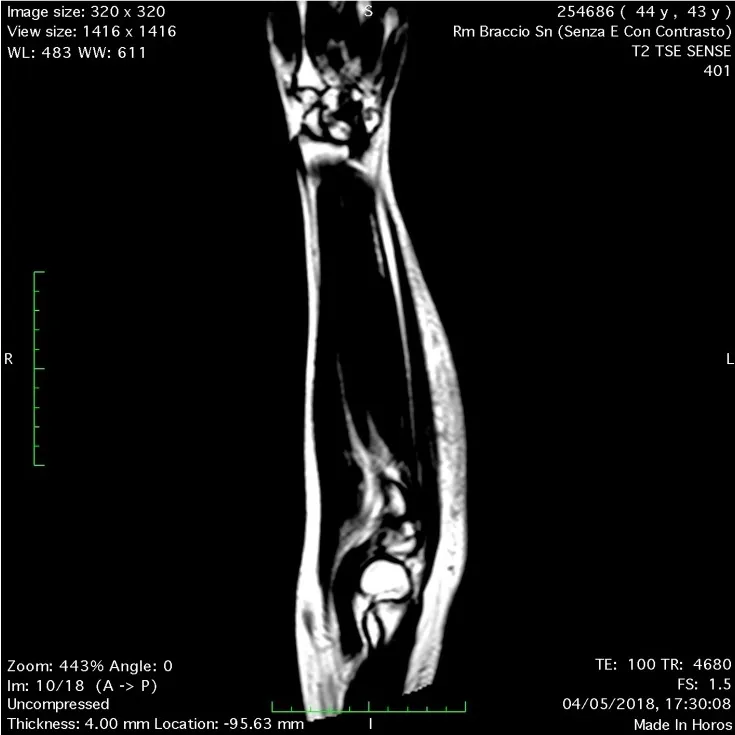 Image size: 320 x 320
View size: 1416 x 1416
WL: 483 WW: 611
S
254686 ( 44 y , 43 y )
Rm Braccio Sn (Senza E Con Contrasto)
T2 TSE SENSE
401
R
L
Zoom: 443% Angle: 0
Im: 10/18 (A -> P)
Uncompressed
Thickness: 4.00 mm Location: -95.63 mm
I
TE: 100 TR: 4680
FS: 1.5
04/05/2018, 17:30:08
Made In Horos